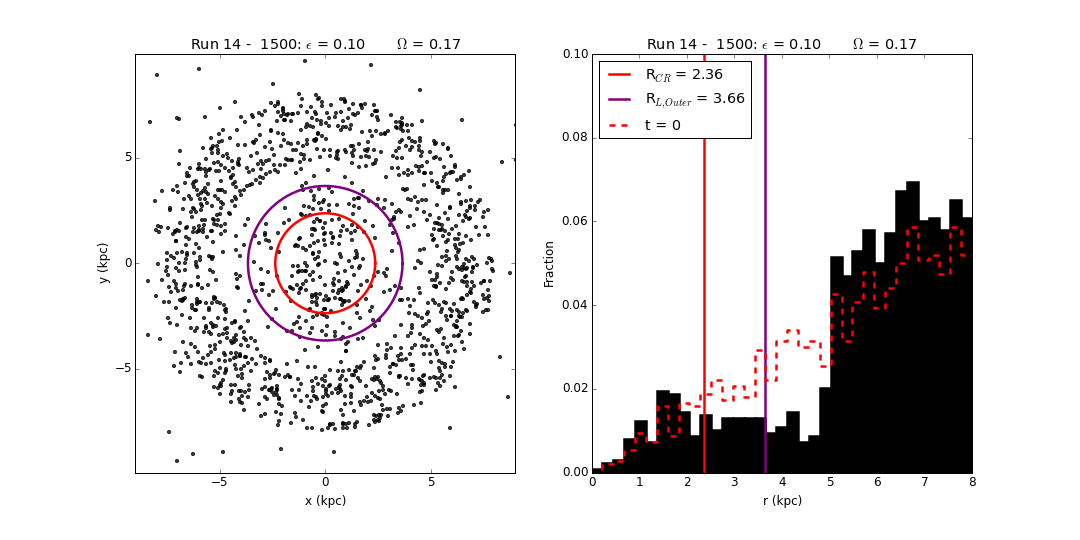 Run 14 - 1500: ϵ = 0.10 Ω = 0.17
5
0
−5
y (kpc)
−5
0
5
x (kpc)
Run 14 - 1500: ϵ = 0.10 Ω = 0.17
R_CR = 2.36
R_L,Outer = 3.66
t = 0
0.10
0.08
0.06
0.04
0.02
0.00
Fraction
0 1 2 3 4 5 6 7 8
r (kpc)